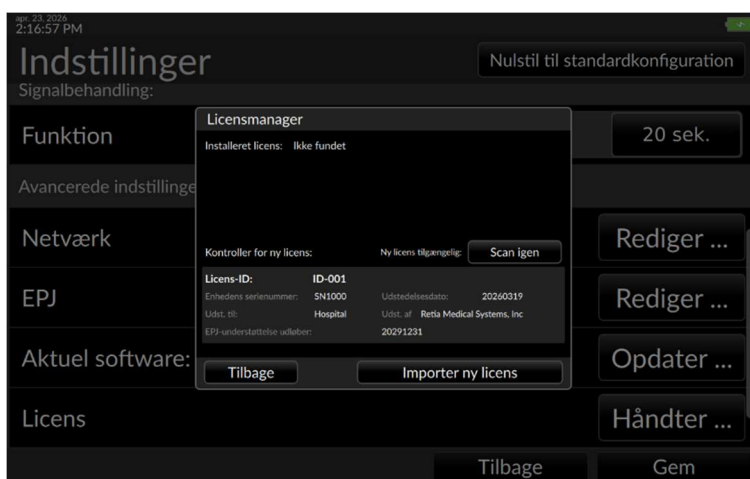 apr. 23, 2026
2:16:57 PM
Indstillinger
Nulstil til standardkonfiguration
Signalbehandling:
Funktion
20 sek.
Avancerede indstillinge
Netværk
Rediger ...
EPJ
Rediger ...
Aktuel software:
Opdater ...
Licens
Håndter ...
Tilbage
Gem
Licensmanager
Installeret licens: Ikke fundet
Kontroller for ny licens:
Ny licens tilgængelig:
Scan igen
Licens-ID: ID-001
Enhedens serienummer: SN1000
Udstedelsesdato: 20260319
Udst. til: Hospital
Udst. af Retia Medical Systems, Inc
EPJ-understøttelse udløber: 20291231
Tilbage
Importer ny licens